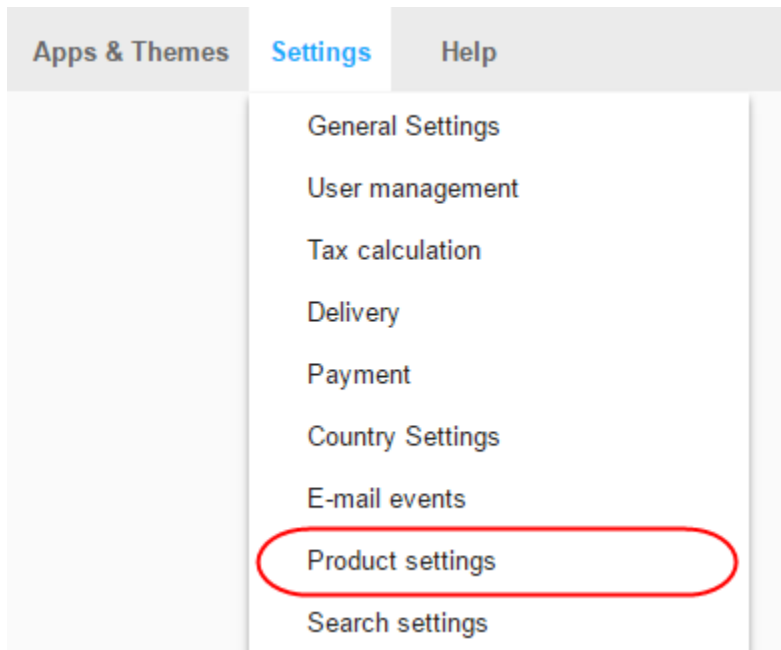 Apps & Themes Settings Help
General Settings
User management
Tax calculation
Delivery
Payment
Country Settings
E-mail events
Product settings
Search settings